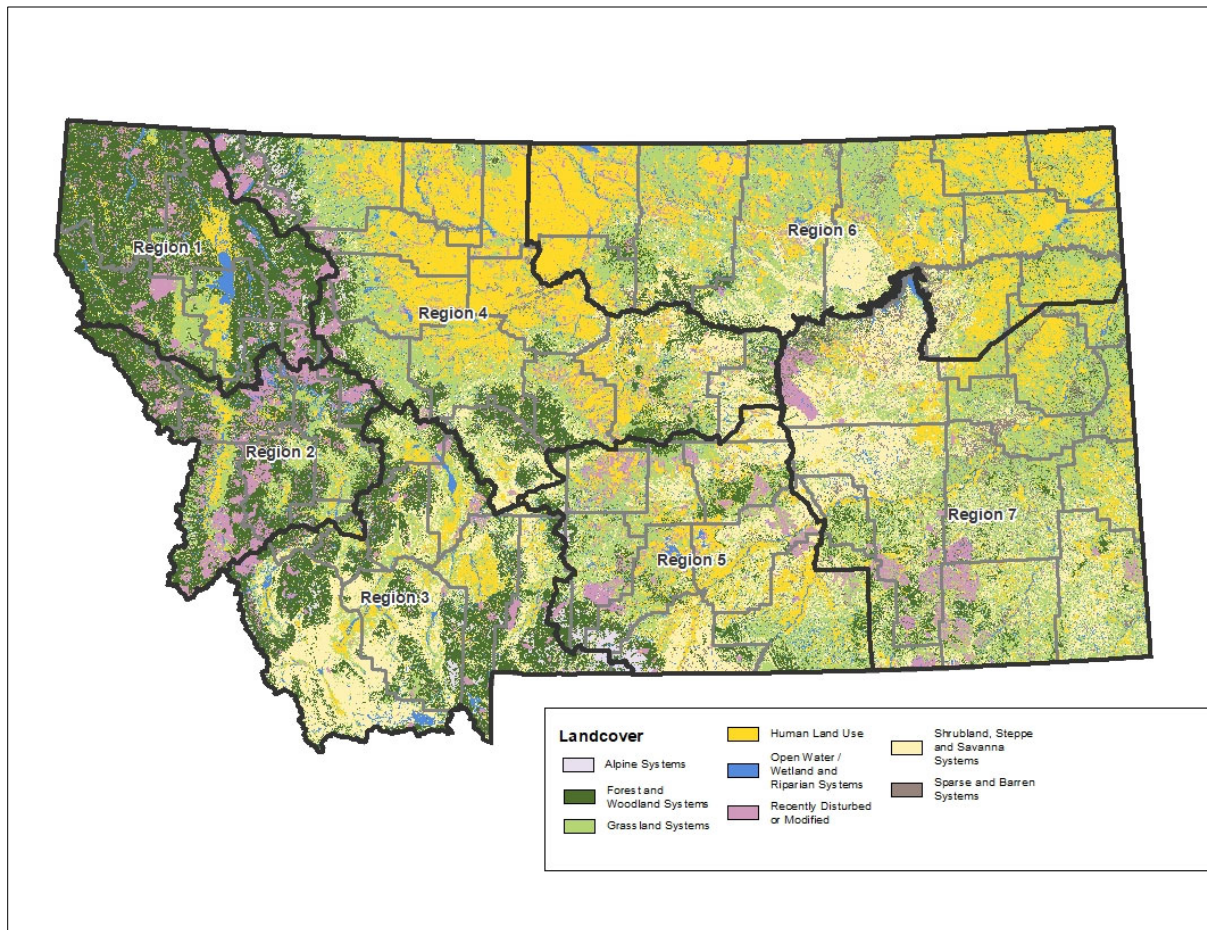 Region 1
Region 6
Region 4
Region 2
Region 7
Region 5
Region 3
Landcover
Alpine Systems
Forest and
Woodland Systems
Grassland Systems
Human Land Use
Open Water /
Wetland and
Riparian Systems
Recently Disturbed
or Modified
Shrubland, Steppe
and Savanna
Systems
Sparse and Barren
Systems